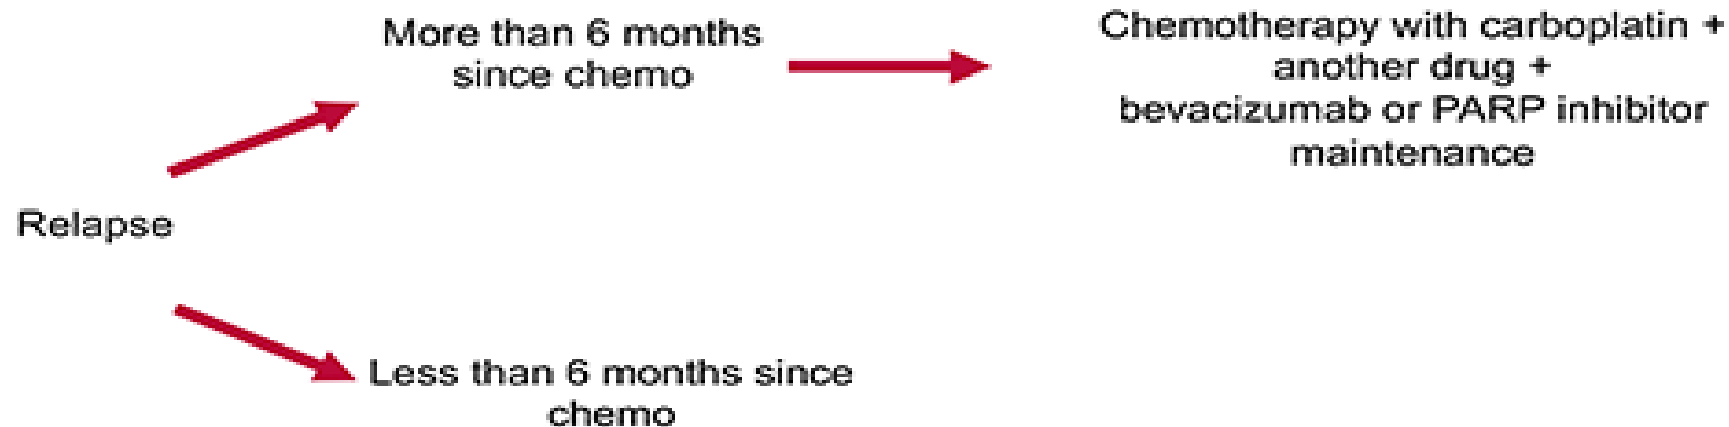 More than 6 months
since chemo
Chemotherapy with carboplatin +
another drug +
bevacizumab or PARP inhibitor
maintenance
Relapse
Less than 6 months since
chemo